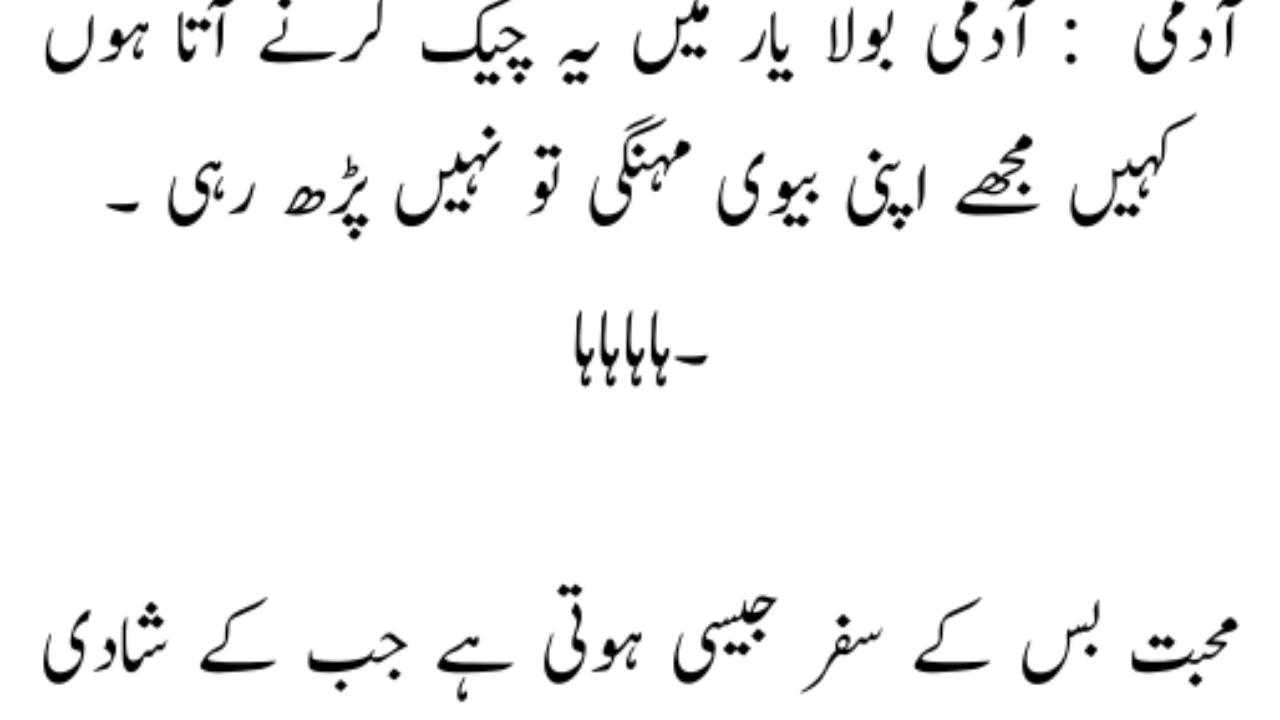 آدمی : آدمی بولا یار میں یہ چیک کرنے آتا ہوں
کہیں مجھے اپنی بیوی مہنگی تو نہیں پڑھ رہی ۔
۔ہاہاہاہا
محبت بس کے سفر جیسی ہوتی ہے جب کے شادی